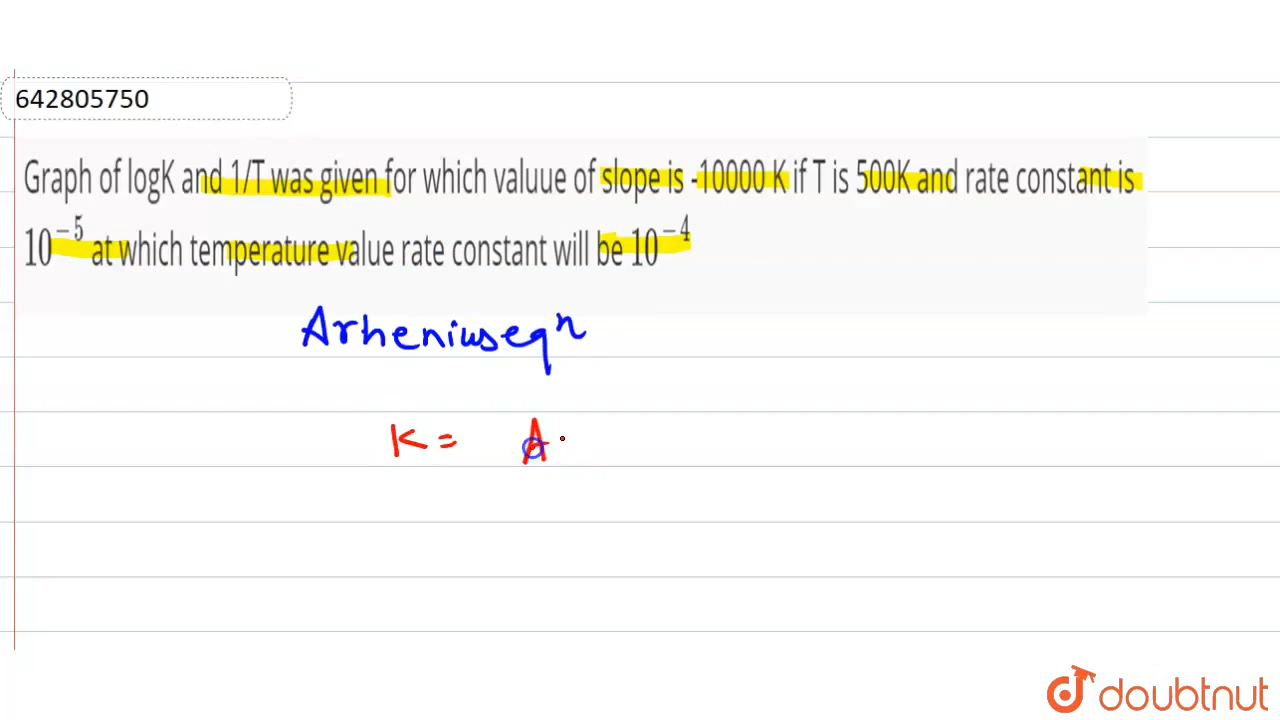 642805750
Graph of logK and 1/T was given for which valuue of slope is -10000 K if T is 500K and rate constant is
10⁻⁵ at which temperature value rate constant will be 10⁻⁴
Arheniuseqⁿ
K = A
doubtnut